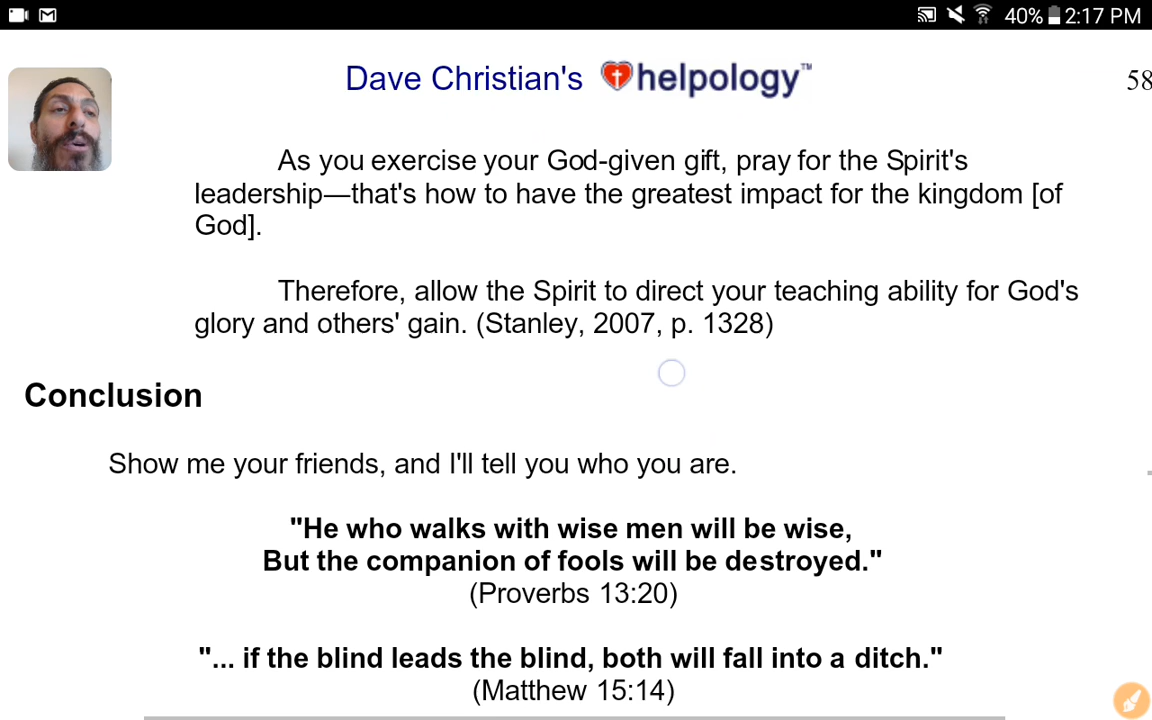 40% 2:17 PM
Dave Christian's helpology™
58
As you exercise your God-given gift, pray for the Spirit's
leadership—that's how to have the greatest impact for the kingdom [of
God].
Therefore, allow the Spirit to direct your teaching ability for God's
glory and others' gain. (Stanley, 2007, p. 1328)
Conclusion
Show me your friends, and I'll tell you who you are.
"He who walks with wise men will be wise,
But the companion of fools will be destroyed."
(Proverbs 13:20)
"... if the blind leads the blind, both will fall into a ditch."
(Matthew 15:14)